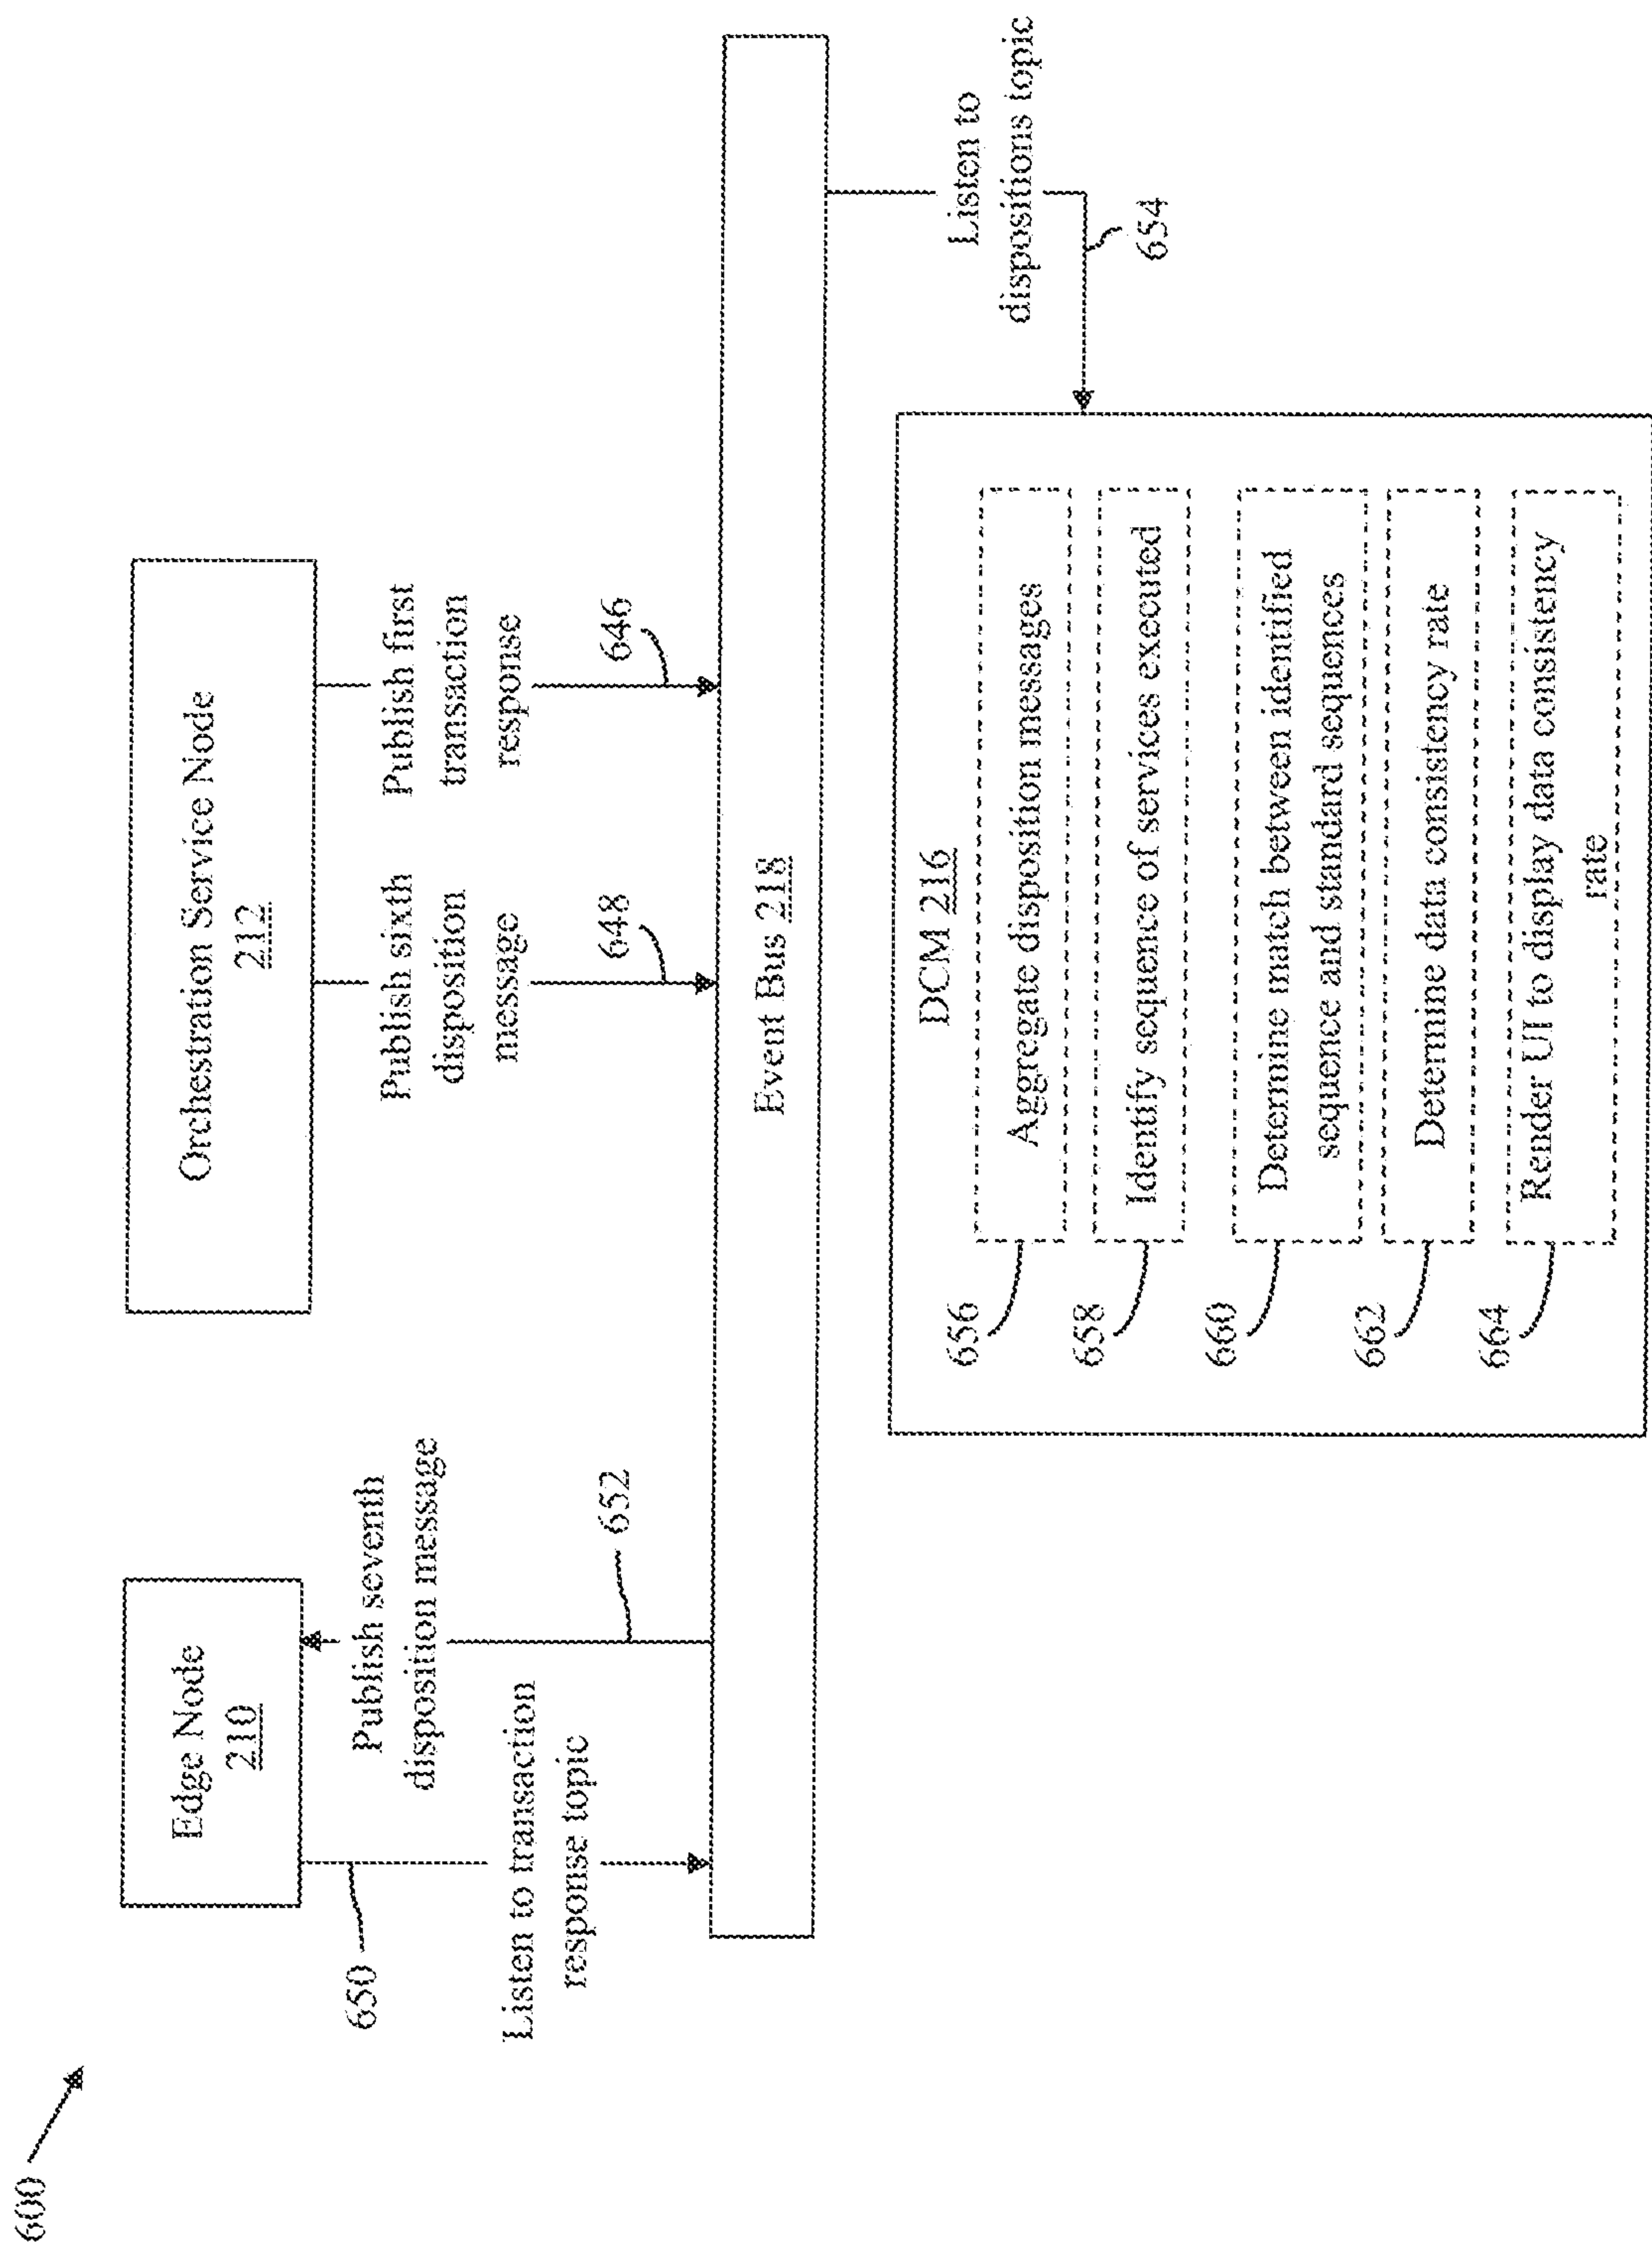 600
Edge Node
210
Orchestration Service Node
212
650
Listen to transaction
response topic
Publish seventh
disposition message
652
Publish sixth
disposition
message
648
Publish first
transaction
response
646
Event Bus 218
Listen to
dispositions topic
654
DCM 216
656
Aggregate disposition messages
658
Identify sequence of services executed
660
Determine match between identified
sequence and standard sequences
662
Determine data consistency rate
664
Render UI to display data consistency
rate